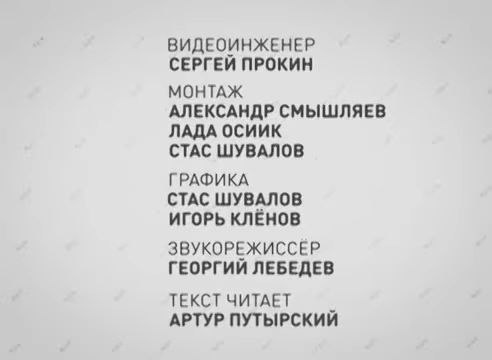 ВИДЕОИНЖЕНЕР
СЕРГЕЙ ПРОКИН
МОНТАЖ
АЛЕКСАНДР СМЫШЛЯЕВ
ЛАДА ОСИИК
СТАС ШУВАЛОВ
ГРАФИКА
СТАС ШУВАЛОВ
ИГОРЬ КЛЁНОВ
ЗВУКОРЕЖИССЁР
ГЕОРГИЙ ЛЕБЕДЕВ
ТЕКСТ ЧИТАЕТ
АРТУР ПУТЫРСКИЙ